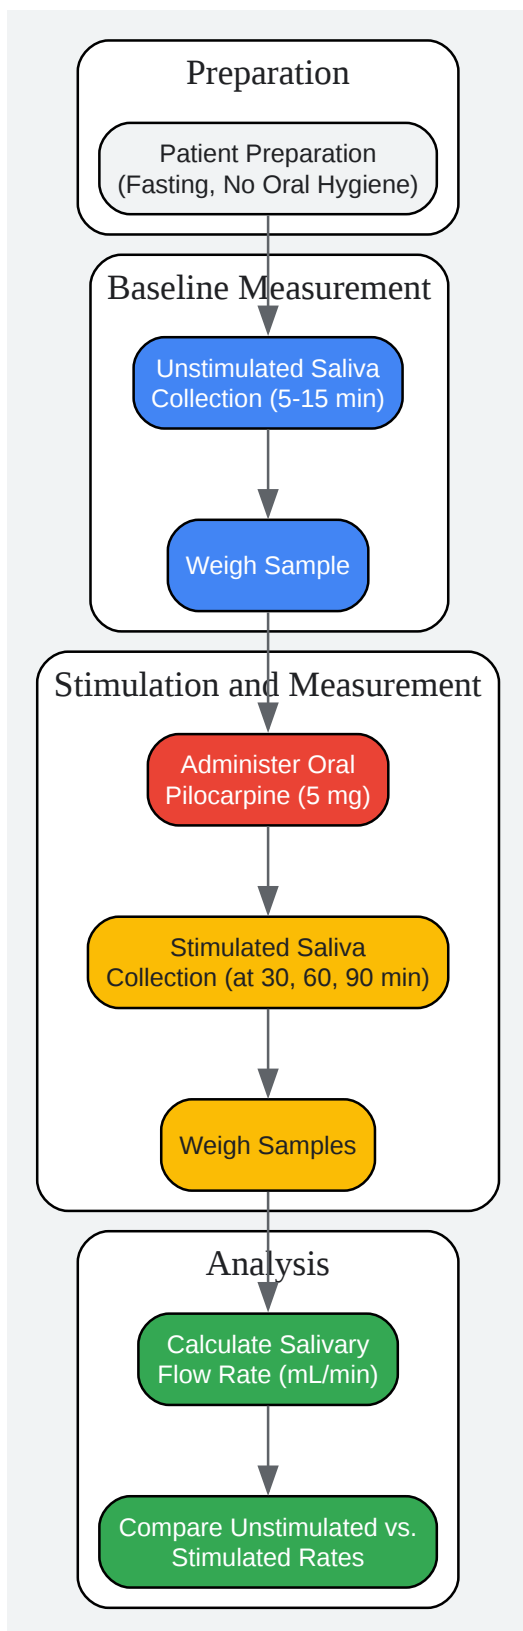 Preparation
Patient Preparation
(Fasting, No Oral Hygiene)
Baseline Measurement
Unstimulated Saliva
Collection (5-15 min)
Weigh Sample
Stimulation and Measurement
Administer Oral
Pilocarpine (5 mg)
Stimulated Saliva
Collection (at 30, 60, 90 min)
Weigh Samples
Analysis
Calculate Salivary
Flow Rate (mL/min)
Compare Unstimulated vs.
Stimulated Rates